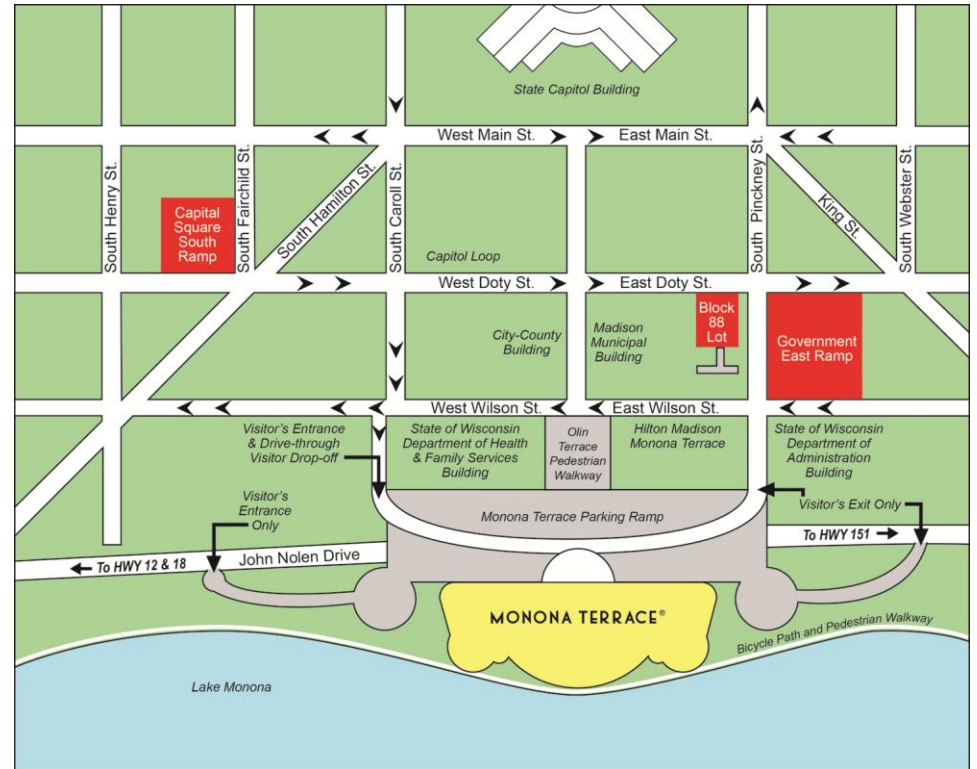 State Capitol Building
West Main St.
East Main St.
South Henry St.
South Fairchild St.
South Hamilton St.
South Caroll St.
South Pinckney St.
King St.
South Webster St.
Capital
Square
South
Ramp
Capitol Loop
West Doty St.
East Doty St.
City-County
Building
Madison
Municipal
Building
Block
88
Lot
Government
East Ramp
West Wilson St.
East Wilson St.
Visitor's Entrance
& Drive-through
Visitor Drop-off
State of Wisconsin
Department of Health
& Family Services
Building
Olin
Terrace
Pedestrian
Walkway
Hilton Madison
Monona Terrace
State of Wisconsin
Department of
Administration
Building
Visitor's
Entrance
Only
Visitor's Exit Only
Monona Terrace Parking Ramp
To HWY 151
To HWY 12 & 18
John Nolen Drive
MONONA TERRACE®
Bicycle Path and Pedestrian Walkway
Lake Monona